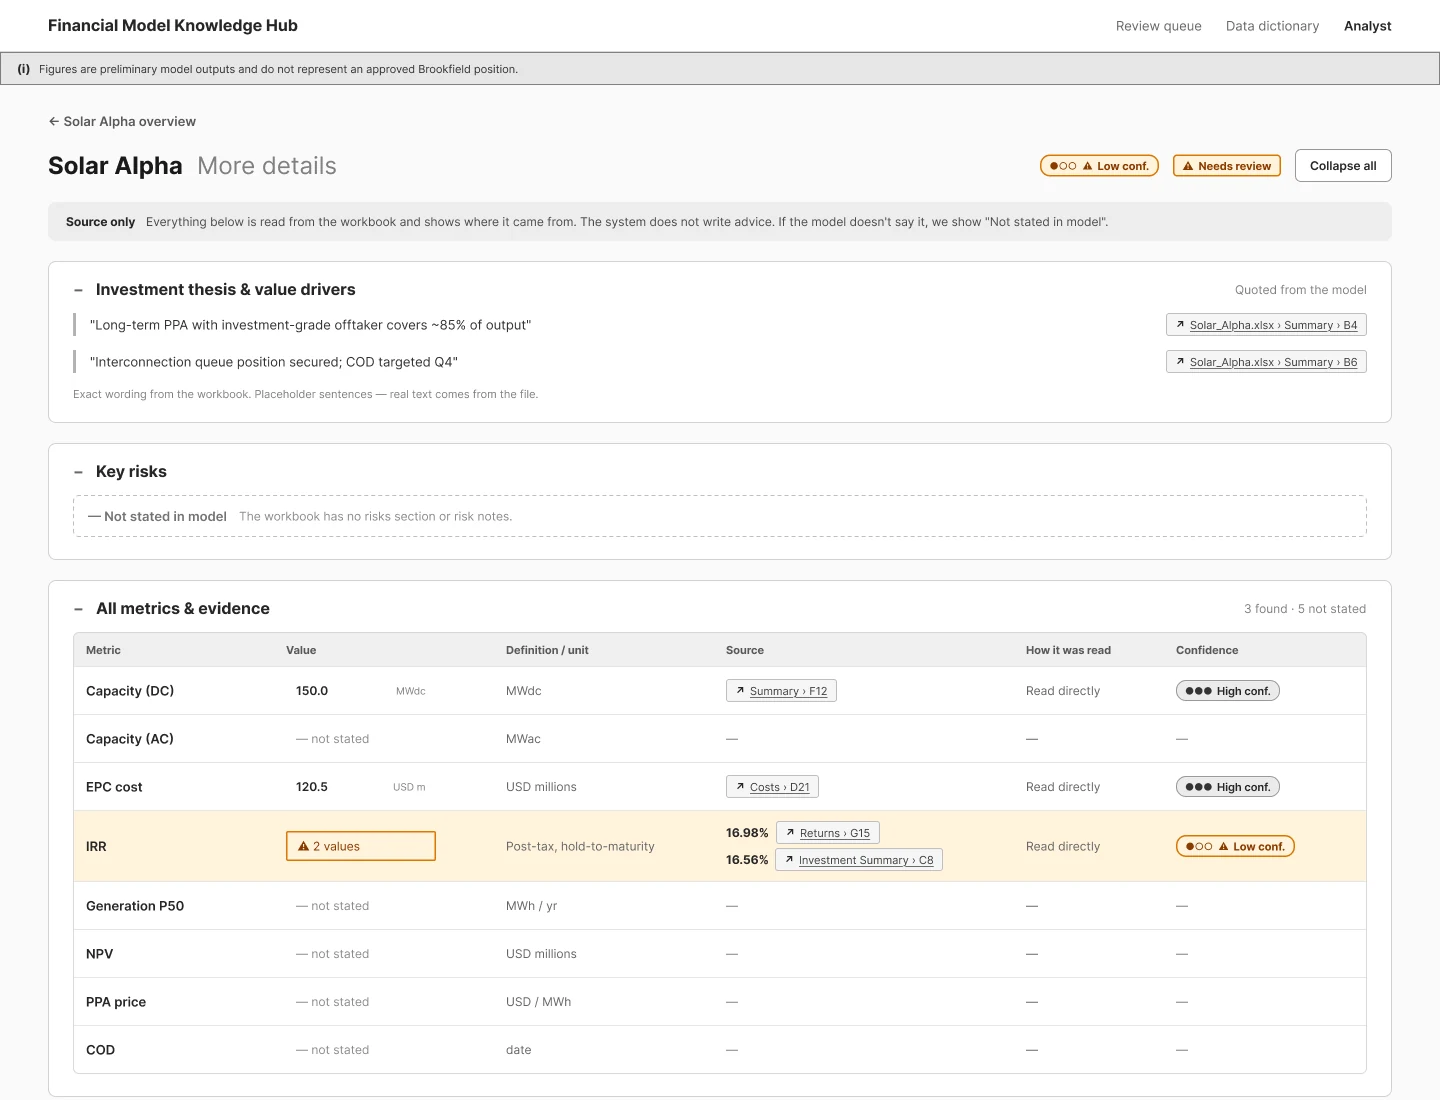 Financial Model Knowledge Hub
Review queue Data dictionary Analyst
(i) Figures are preliminary model outputs and do not represent an approved Brookfield position.
← Solar Alpha overview
Solar Alpha More details
●○○ ⚠ Low conf. ⚠ Needs review Collapse all
Source only Everything below is read from the workbook and shows where it came from. The system does not write advice. If the model doesn't say it, we show "Not stated in model".
– Investment thesis & value drivers Quoted from the model
"Long-term PPA with investment-grade offtaker covers ~85% of output" ↗ Solar_Alpha.xlsx › Summary › B4
"Interconnection queue position secured; COD targeted Q4" ↗ Solar_Alpha.xlsx › Summary › B6
Exact wording from the workbook. Placeholder sentences — real text comes from the file.
– Key risks
— Not stated in model The workbook has no risks section or risk notes.
– All metrics & evidence 3 found · 5 not stated
Metric Value Definition / unit Source How it was read Confidence
Capacity (DC) 150.0 MWdc MWdc ↗ Summary › F12 Read directly ●●● High conf.
Capacity (AC) — not stated MWac — — —
EPC cost 120.5 USD m USD millions ↗ Costs › D21 Read directly ●●● High conf.
IRR ⚠ 2 values Post-tax, hold-to-maturity 16.98% ↗ Returns › G15 Read directly ●○○ ⚠ Low conf.
16.56% ↗ Investment Summary › C8
Generation P50 — not stated MWh / yr — — —
NPV — not stated USD millions — — —
PPA price — not stated USD / MWh — — —
COD — not stated date — — —